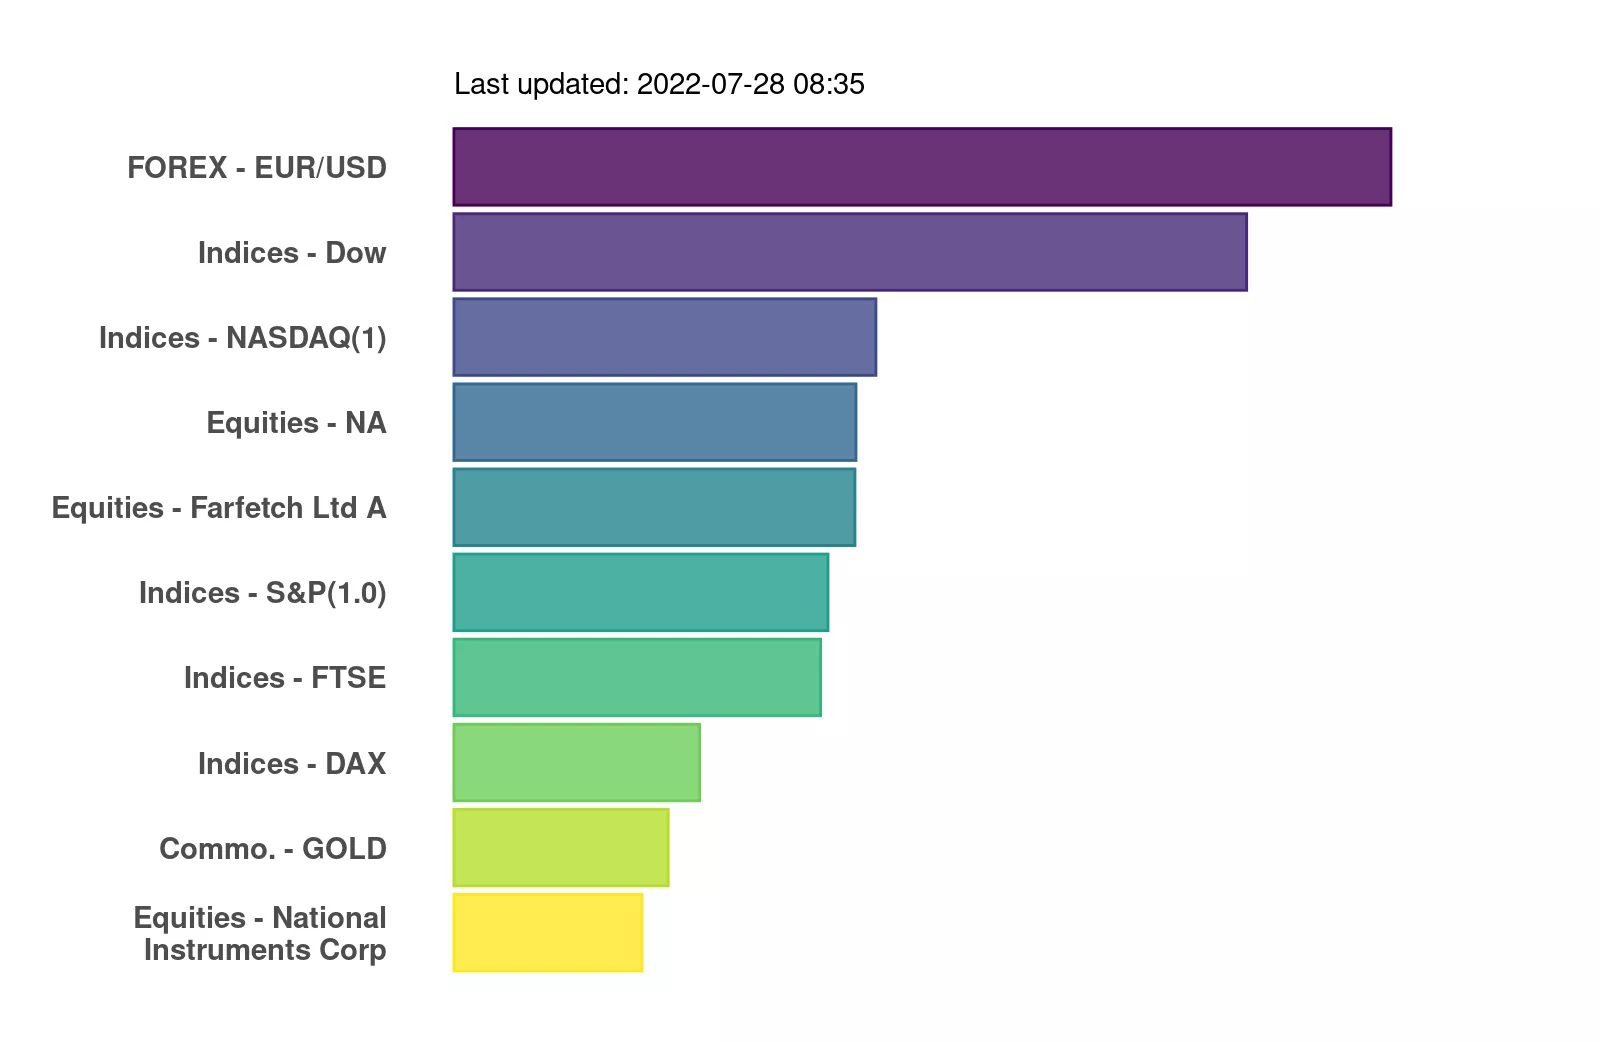 Last updated: 2022-07-28 08:35
FOREX - EUR/USD
Indices - Dow
Indices - NASDAQ(1)
Equities - NA
Equities - Farfetch Ltd A
Indices - S&P(1.0)
Indices - FTSE
Indices - DAX
Commo. - GOLD
Equities - National
Instruments Corp